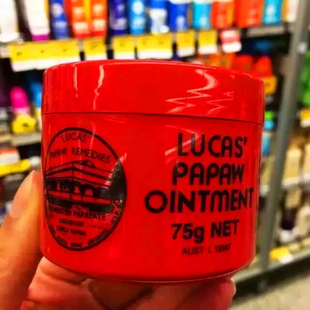 LUCAS'
PAPAW REMEDIES
LUCAS'
PAPAW
OINTMENT
75g NET